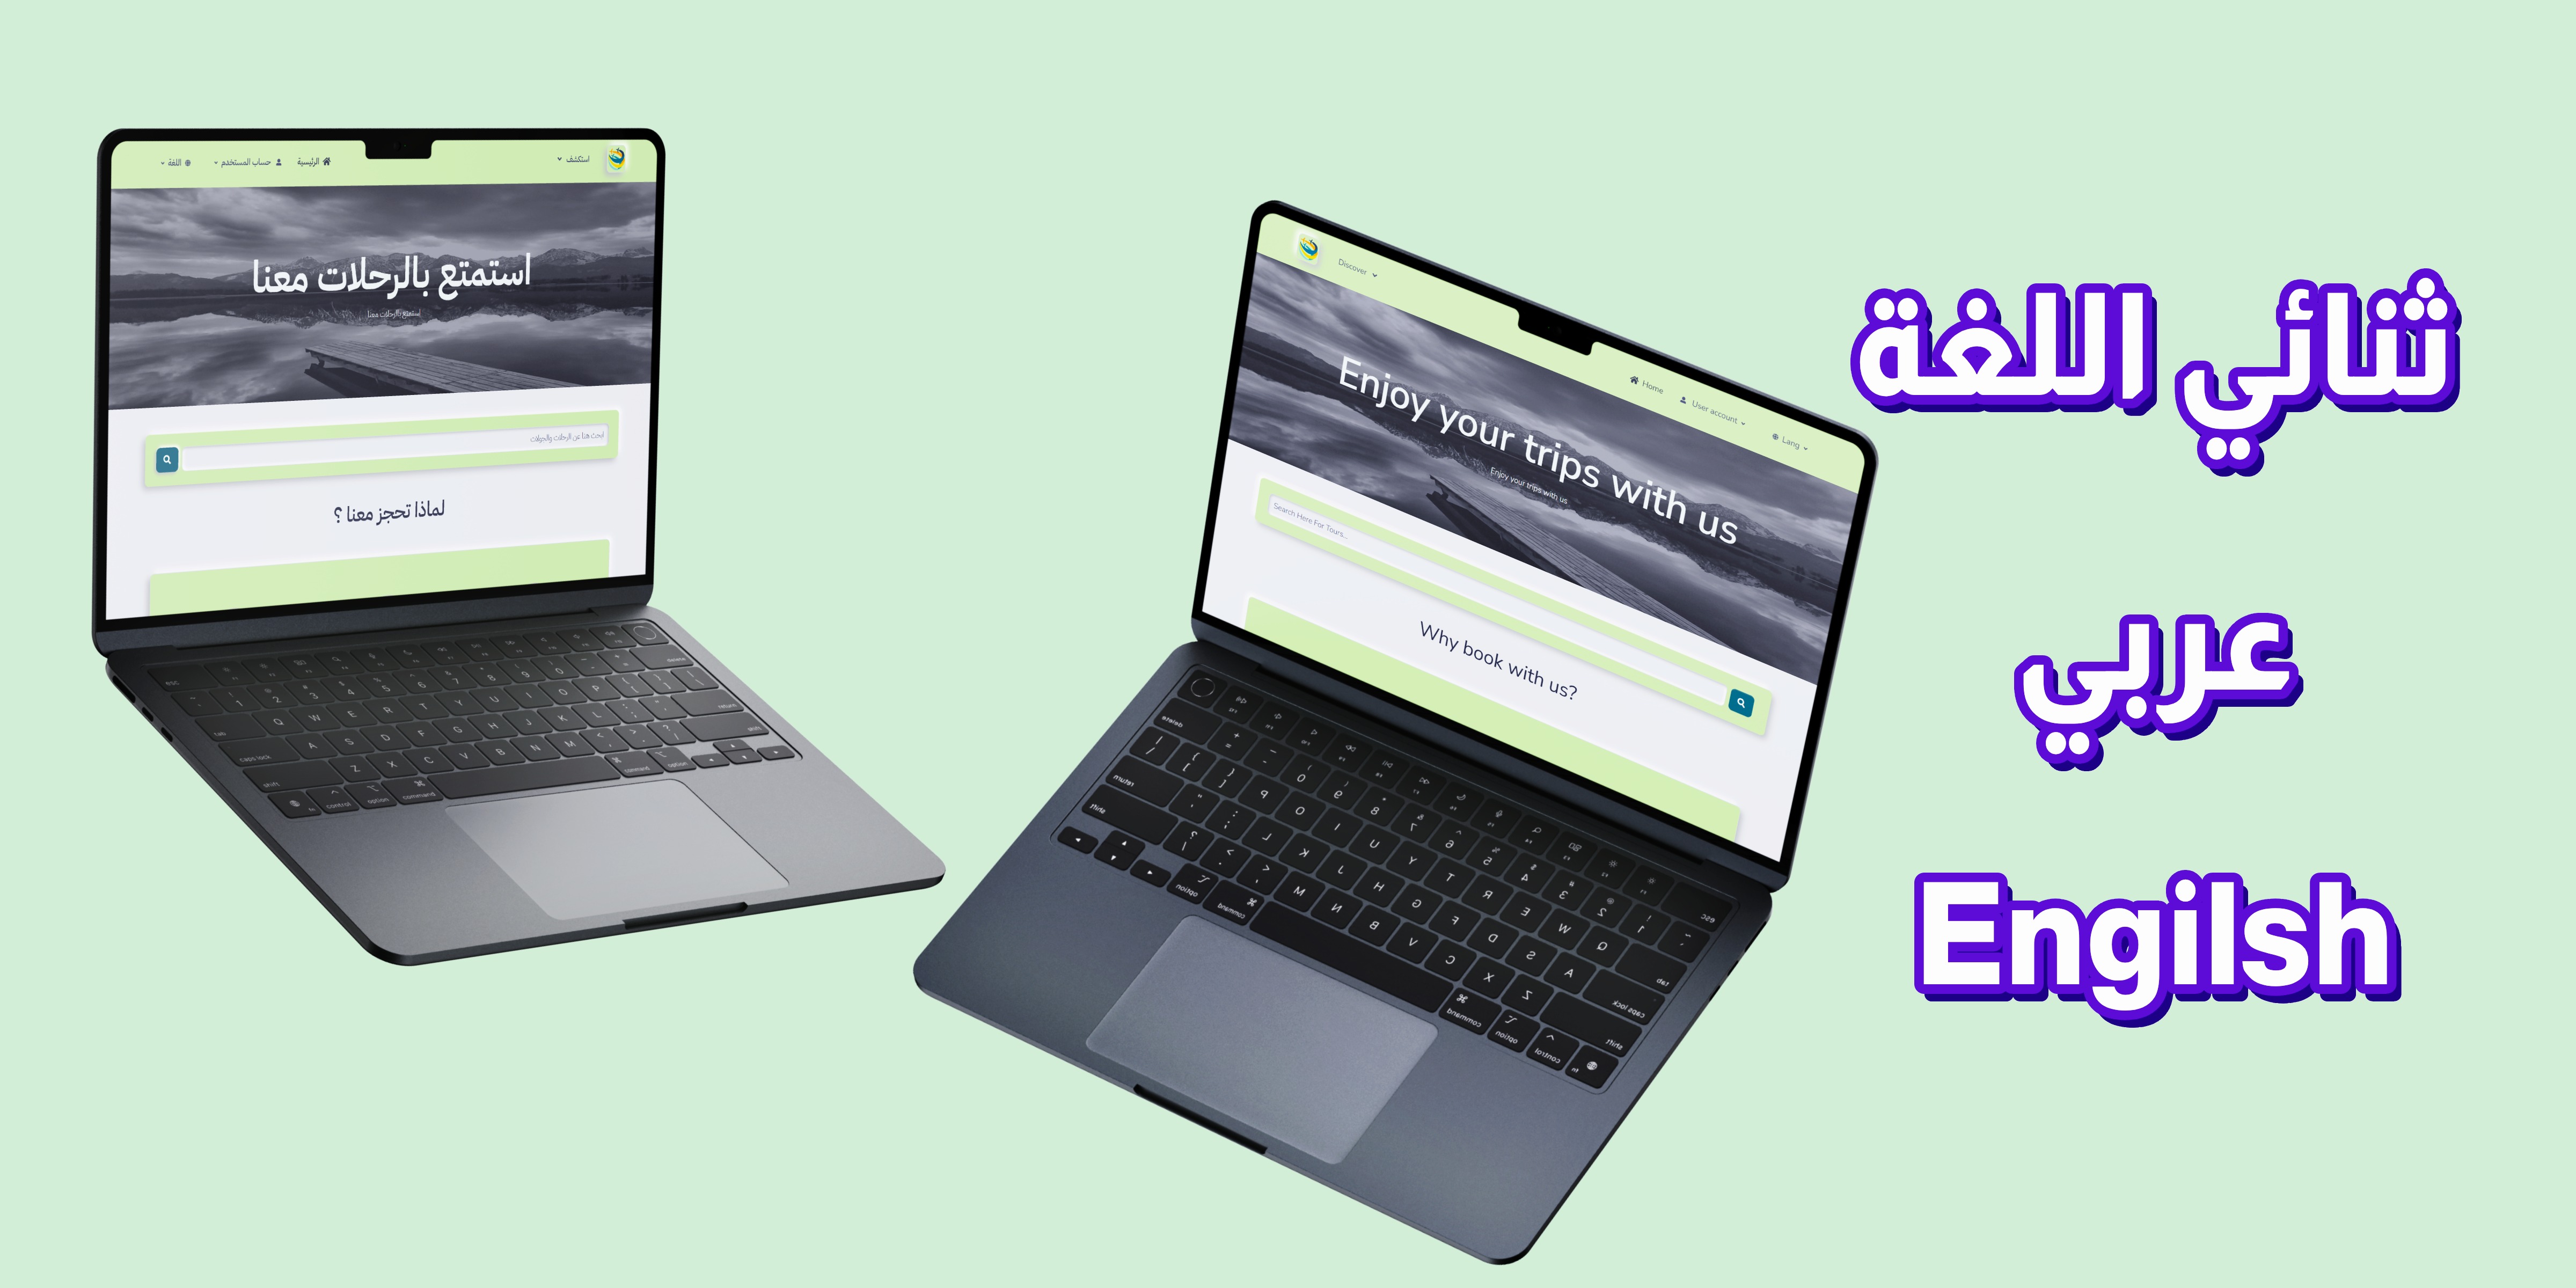 استكشف
الرئيسية
حساب المستخدم
اللغة
استمتع بالرحلات معنا
استمتع بالرحلات معنا
ابحث هنا عن الرحلات والجولات
لماذا تحجز معنا ؟
Discover
Home
User account
Lang
Enjoy your trips with us
Enjoy your trips with us
Search Here For Tours...
Why book with us?
ثنائي اللغة
عربي
Engilsh